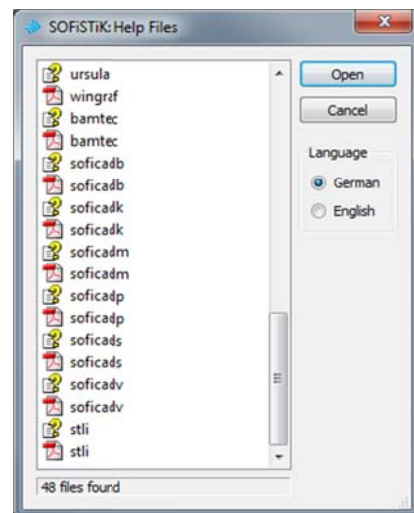 SOFiSTiK: Help Files
ursula
wingraf
bamtec
bamtec
soficadb
soficadb
soficadk
soficadk
soficadm
soficadm
soficadp
soficadp
soficads
soficads
soficadv
soficadv
stli
stli
48 files found
Open
Cancel
Language
German
English